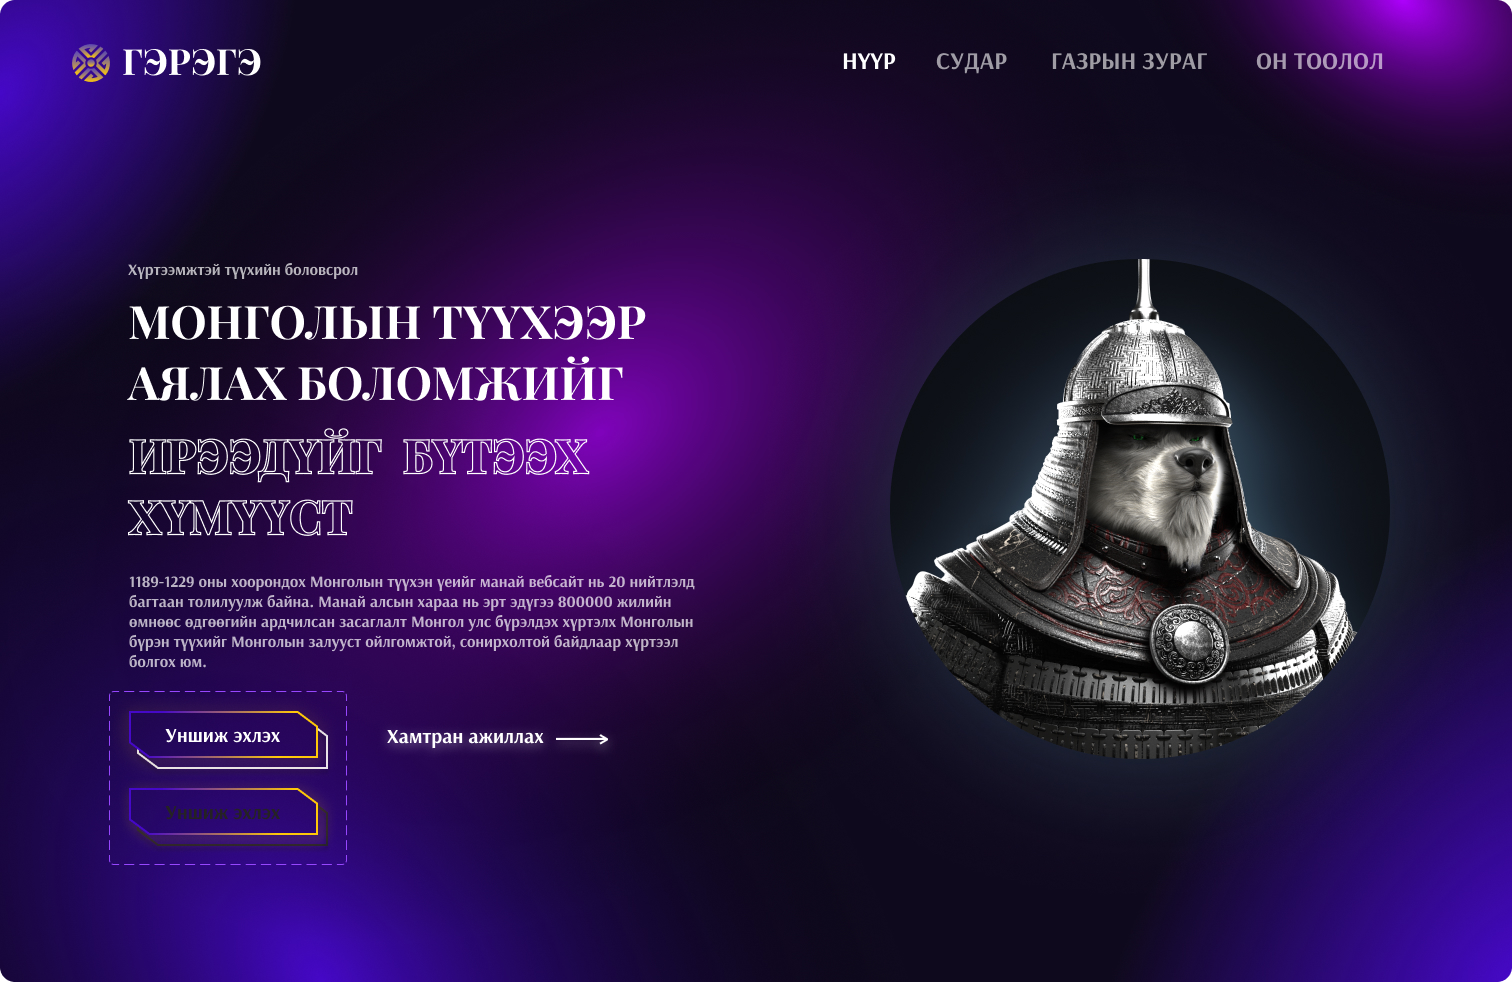 ГЭРЭГЭ
НҮҮР СУДАР ГАЗРЫН ЗУРАГ ОН ТООЛОЛ
Хүртээмжтэй түүхийн боловсрол
МОНГОЛЫН ТҮҮХЭЭР
АЯЛАХ БОЛОМЖИЙГ
ИРЭЭДҮЙГ БҮТЭЭХ
ХҮМҮҮСТ
1189-1229 оны хоорондох Монголын түүхэн үеийг манай вебсайт нь 20 нийтлэлд
багтаан толилуулж байна. Манай алсын хараа нь эрт эдүгээ 800000 жилийн
өмнөөс өдгөөгийн ардчилсан засаглалт Монгол улс бүрэлдэх хүртэлх Монголын
бүрэн түүхийг Монголын залууст ойлгомжтой, сонирхолтой байдлаар хүртээл
болгох юм.
Уншиж эхлэх
Хамтран ажиллах
Уншиж эхлэх